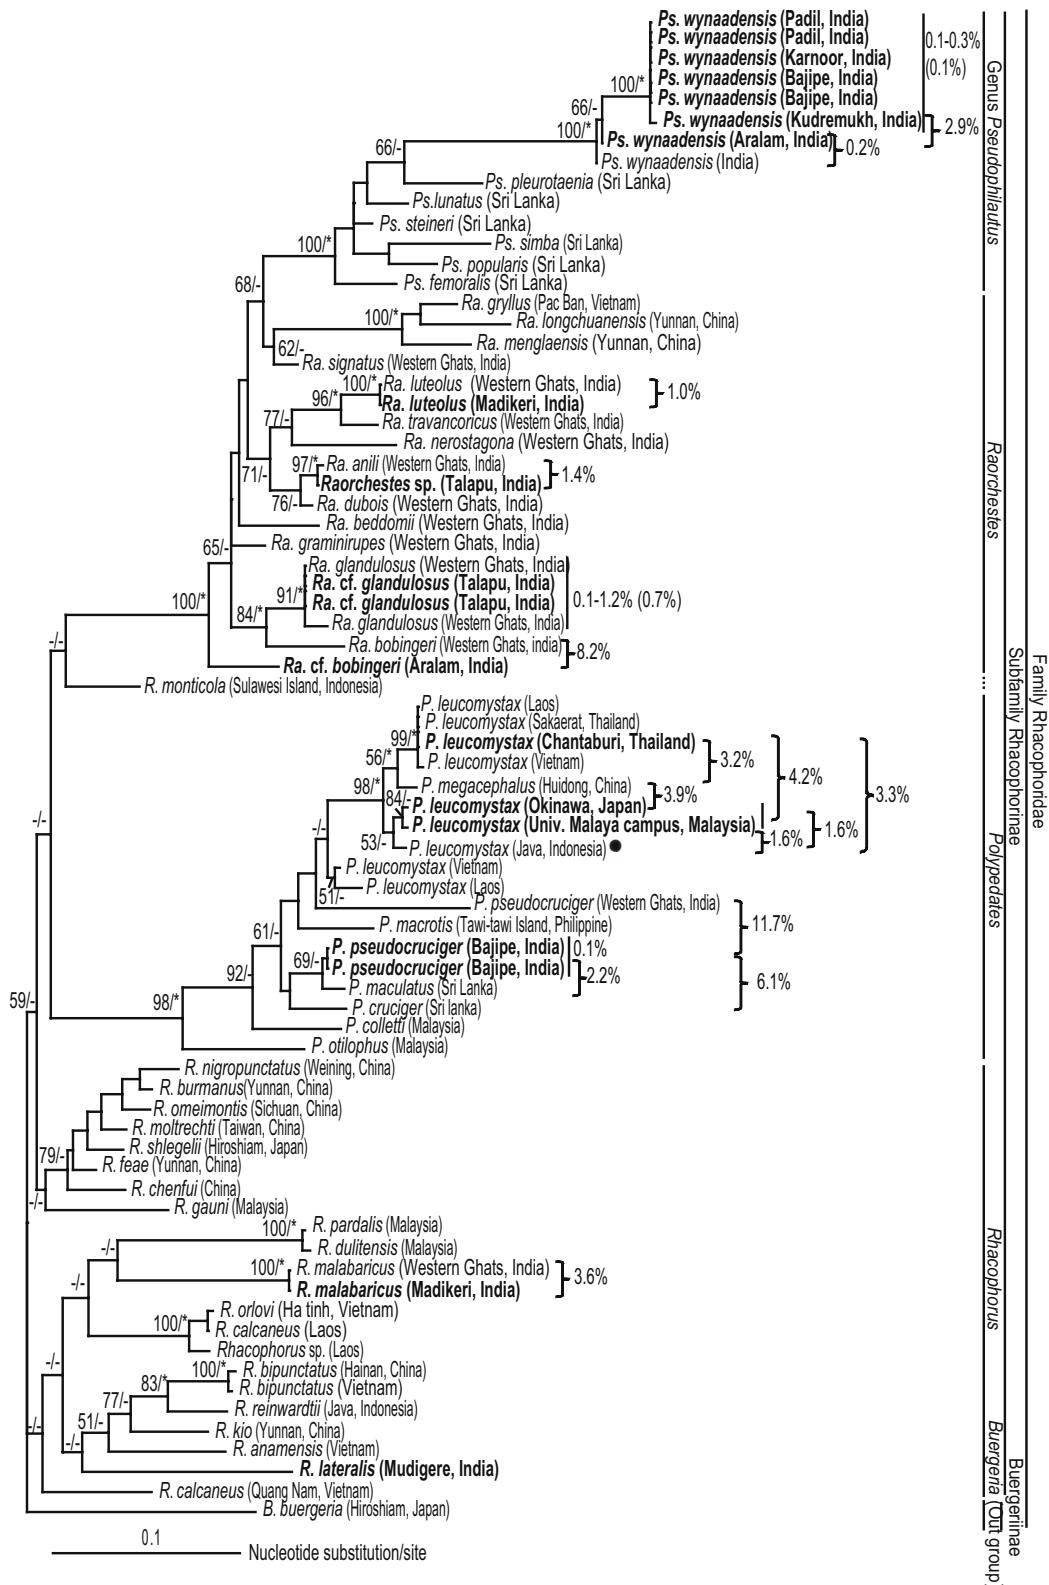 Ps. wynaadensis (Padil, India)
Ps. wynaadensis (Padil, India)
0.1-0.3%
Ps. wynaadensis (Karnoor, India)
(0.1%)
Ps. wynaadensis (Bajipe, India)
100/*
Ps. wynaadensis (Bajipe, India)
66/-
Ps. wynaadensis (Kudremukh, India)
2.9%
100/*
Ps. wynaadensis (Aralam, India)
0.2%
66/-
Ps. wynaadensis (India)
Ps. pleurotaenia (Sri Lanka)
Ps.lunatus (Sri Lanka)
Ps. steineri (Sri Lanka)
100/*
Ps. simba (Sri Lanka)
Ps. popularis (Sri Lanka)
68/-
Ps. femoralis (Sri Lanka)
Genus Pseudophilautus
Ra. gryllus (Pac Ban, Vietnam)
100/*
Ra. longchuanensis (Yunnan, China)
Ra. menglaensis (Yunnan, China)
62/-
Ra. signatus (Western Ghats, India)
100/*
Ra. luteolus (Western Ghats, India)
1.0%
96/*
Ra. luteolus (Madikeri, India)
77/-
Ra. travancoricus (Western Ghats, India)
Ra. nerostagona (Western Ghats, India)
97/*
Ra. anili (Western Ghats, India)
71/-
1.4%
Raorchestes sp. (Talapu, India)
76/-
Ra. dubois (Western Ghats, India)
Ra. beddomii (Western Ghats, India)
65/-
Ra. graminirupes (Western Ghats, India)
Ra. glandulosus (Western Ghats, India)
Ra. cf. glandulosus (Talapu, India)
91/*
100/*
Ra. cf. glandulosus (Talapu, India)
0.1-1.2% (0.7%)
84/*
Ra. glandulosus (Western Ghats, India)
-/-
Ra. bobingeri (Western Ghats, india)
8.2%
Ra. cf. bobingeri (Aralam, India)
Raorchestes
R. monticola (Sulawesi Island, Indonesia)
...
P. leucomystax (Laos)
P. leucomystax (Sakaerat, Thailand)
99/*
P. leucomystax (Chantaburi, Thailand)
56/*
3.2%
P. leucomystax (Vietnam)
4.2%
98/*
P. megacephalus (Huidong, China)
3.9%
3.3%
84/-
P. leucomystax (Okinawa, Japan)
-/-
-/-
P. leucomystax (Univ. Malaya campus, Malaysia)
1.6%
1.6%
53/-
P. leucomystax (Java, Indonesia)
P. leucomystax (Vietnam)
P. leucomystax (Laos)
51/-
P. pseudocruciger (Western Ghats, India)
11.7%
P. macrotis (Tawi-tawi Island, Philippine)
61/-
P. pseudocruciger (Bajipe, India)
0.1%
69/-
P. pseudocruciger (Bajipe, India)
92/-
2.2%
P. maculatus (Sri Lanka)
6.1%
59/-
98/*
P. cruciger (Sri lanka)
P. colletti (Malaysia)
P. otilophus (Malaysia)
Polypedates
R. nigropunctatus (Weining, China)
R. burmanus(Yunnan, China)
R. omeimontis (Sichuan, China)
R. moltrechti (Taiwan, China)
R. shlegelii (Hiroshiam, Japan)
79/-
R. feae (Yunnan, China)
R. chenfui (China)
-/-
R. gauni (Malaysia)
R. pardalis (Malaysia)
100/*
-/-
R. dulitensis (Malaysia)
R. malabaricus (Western Ghats, India)
100/*
3.6%
-/-
R. malabaricus (Madikeri, India)
R. orlovi (Ha tinh, Vietnam)
100/*
R. calcaneus (Laos)
Rhacophorus sp. (Laos)
-/-
100/*
R. bipunctatus (Hainan, China)
83/*
R. bipunctatus (Vietnam)
77/-
R. reinwardtii (Java, Indonesia)
-/-
51/-
R. kio (Yunnan, China)
-/-
R. anamensis (Vietnam)
R. lateralis (Mudigere, India)
R. calcaneus (Quang Nam, Vietnam)
Rhacophorus
B. buergeria (Hiroshiam, Japan)
Buergeria (Out group)
Subfamily Rhacophorinae
Buergeriinae
Family Rhacophoridae
0.1
Nucleotide substitution/site